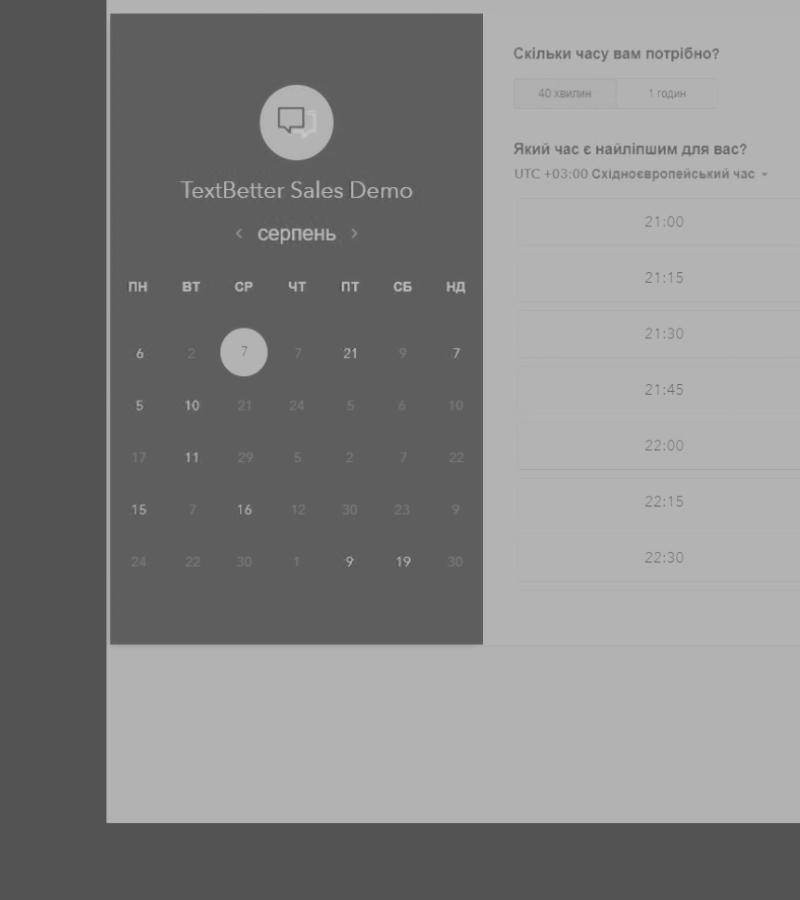 TextBetter Sales Demo
серпень
ПН ВТ СР ЧТ ПТ СБ НД
6 2 7 7 21 9 7
5 10 21 24 5 6 10
17 11 29 5 2 7 22
15 7 16 12 30 23 9
24 22 30 1 9 19 30
Скільки часу вам потрібно?
40 хвилин 1 годин
Який час є найліпшим для вас?
UTC +03:00 Східноєвропейський час
21:00
21:15
21:30
21:45
22:00
22:15
22:30